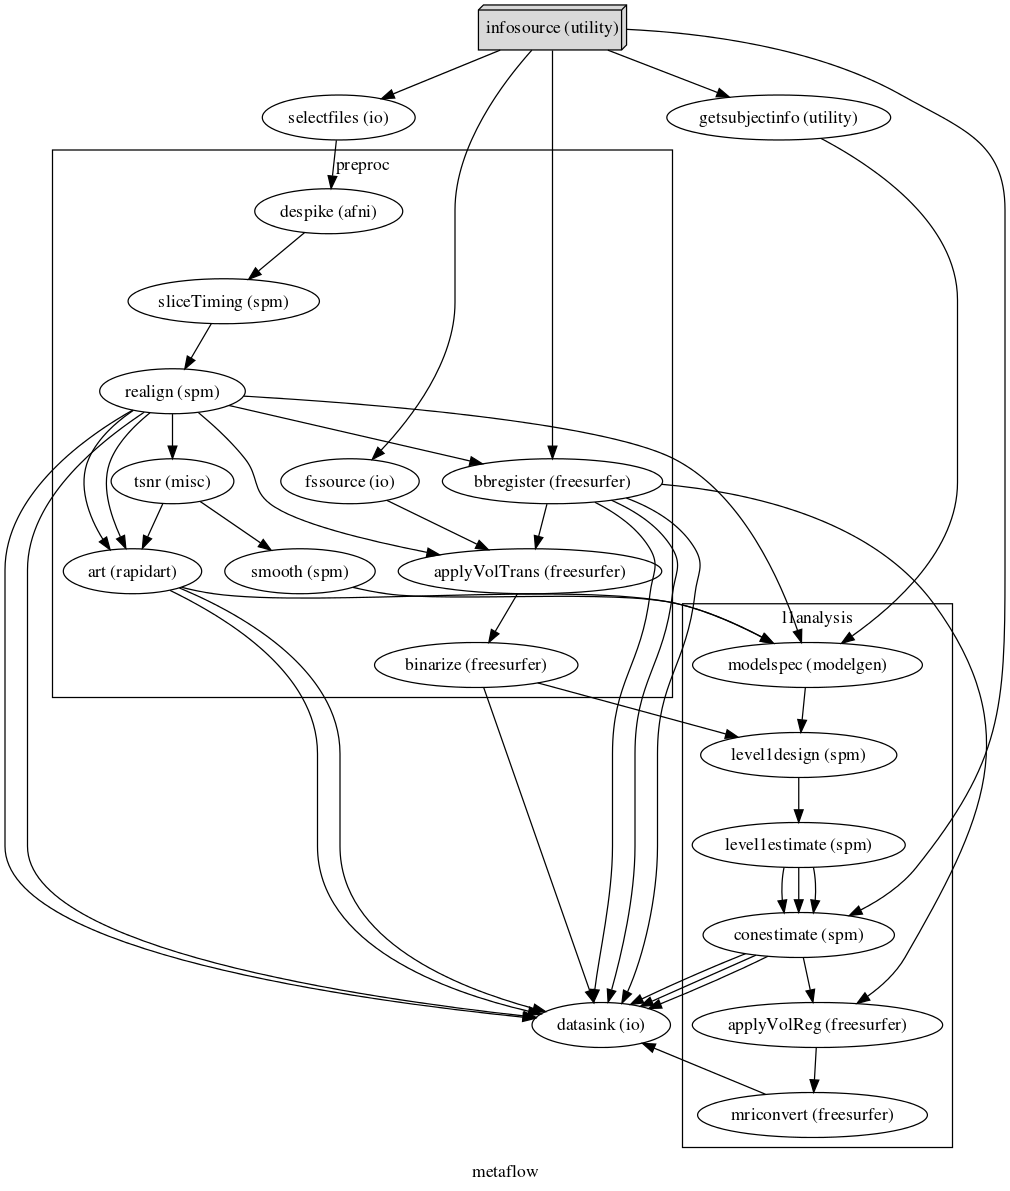 infosource (utility)
selectfiles (io)
getsubjectinfo (utility)
preproc
despike (afni)
sliceTiming (spm)
realign (spm)
tsnr (misc)
fssource (io)
bbregister (freesurfer)
art (rapidart)
smooth (spm)
applyVolTrans (freesurfer)
l1analysis
binarize (freesurfer)
modelspec (modelgen)
level1design (spm)
level1estimate (spm)
conestimate (spm)
datasink (io)
applyVolReg (freesurfer)
mriconvert (freesurfer)
metaflow